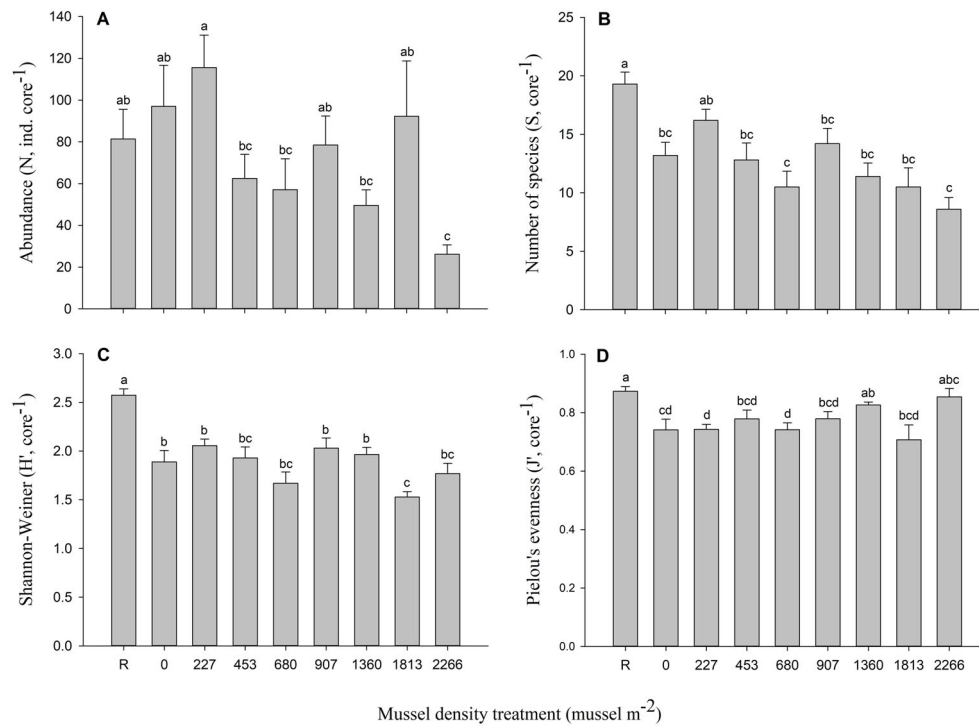 A
Abundance (N, ind. core⁻¹)
140
120
100
80
60
40
20
0
ab
ab
a
bc
bc
ab
bc
ab
c
B
Number of species (S, core⁻¹)
25
20
15
10
5
0
a
bc
ab
bc
c
bc
bc
bc
c
C
Shannon-Weiner (H', core⁻¹)
3.0
2.5
2.0
1.5
1.0
0.5
0.0
a
b
b
bc
bc
b
b
c
bc
R 0 227 453 680 907 1360 1813 2266
D
Pielou's evenness (J', core⁻¹)
1.0
0.8
0.6
0.4
0.2
0.0
a
cd
d
bcd
d
bcd
ab
bcd
abc
R 0 227 453 680 907 1360 1813 2266
Mussel density treatment (mussel m⁻²)